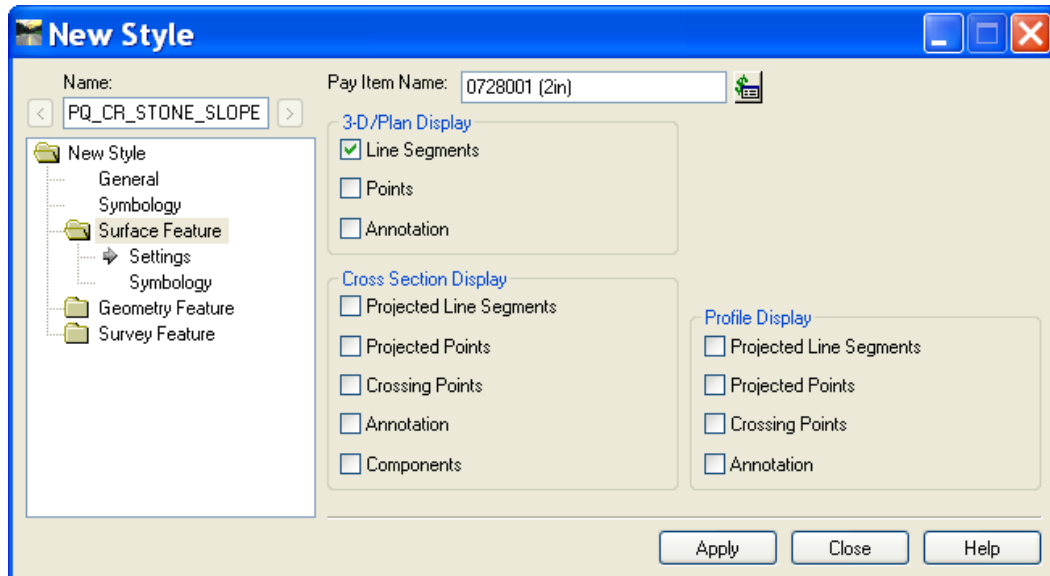 New Style
Name:
PQ_CR_STONE_SLOPE
New Style
General
Symbology
Surface Feature
Settings
Symbology
Geometry Feature
Survey Feature
Pay Item Name:
0728001 (2in)
3-D/Plan Display
Line Segments
Points
Annotation
Cross Section Display
Projected Line Segments
Projected Points
Crossing Points
Annotation
Components
Profile Display
Projected Line Segments
Projected Points
Crossing Points
Annotation
Apply
Close
Help